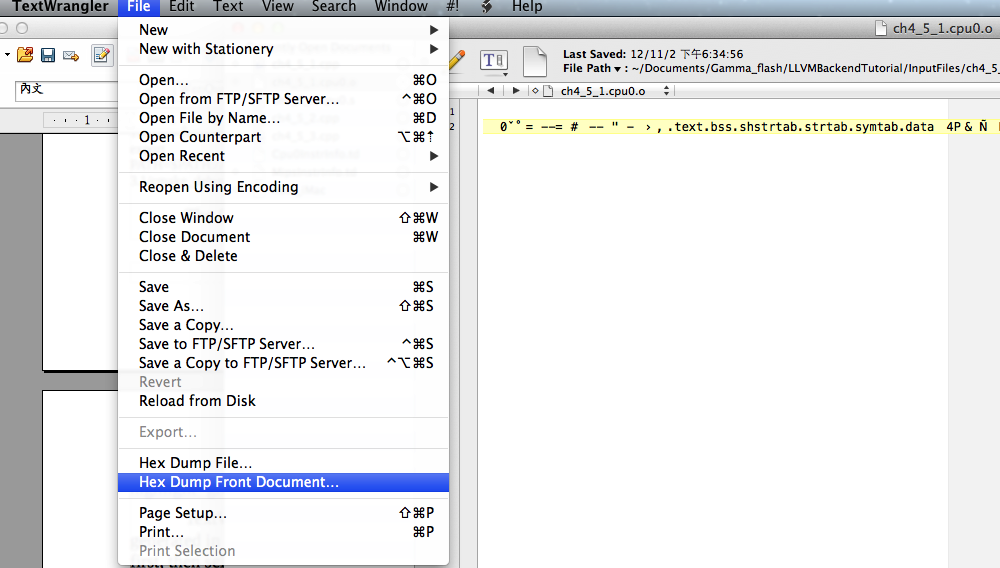 TextWrangler File Edit Text View Search Window #! Help
ch4_5_1.cpu0.o
Last Saved: 12/11/2 下午6:34:56
File Path ▾ : ~/Documents/Gamma_flash/LLVMBackendTutorial/InputFiles/ch4_5
內文
ch4_5_1.cpu0.o
1
1
2
0ˇ˚= --= # -- " - ›, .text.bss.shstrtab.strtab.symtab.data 4P& Ñ
New
New with Stationery
Open... ⌘O
Open from FTP/SFTP Server... ^⌘O
Open File by Name... ⌘D
Open Counterpart ⌥⌘⇡
Open Recent
Reopen Using Encoding
Close Window ⇧⌘W
Close Document ⌘W
Close & Delete
Save ⌘S
Save As... ⇧⌘S
Save a Copy...
Save to FTP/SFTP Server... ^⌘S
Save a Copy to FTP/SFTP Server... ^⌥⌘S
Revert
Reload from Disk
Export...
Hex Dump File...
Hex Dump Front Document...
Page Setup... ⇧⌘P
Print... ⌘P
Print Selection